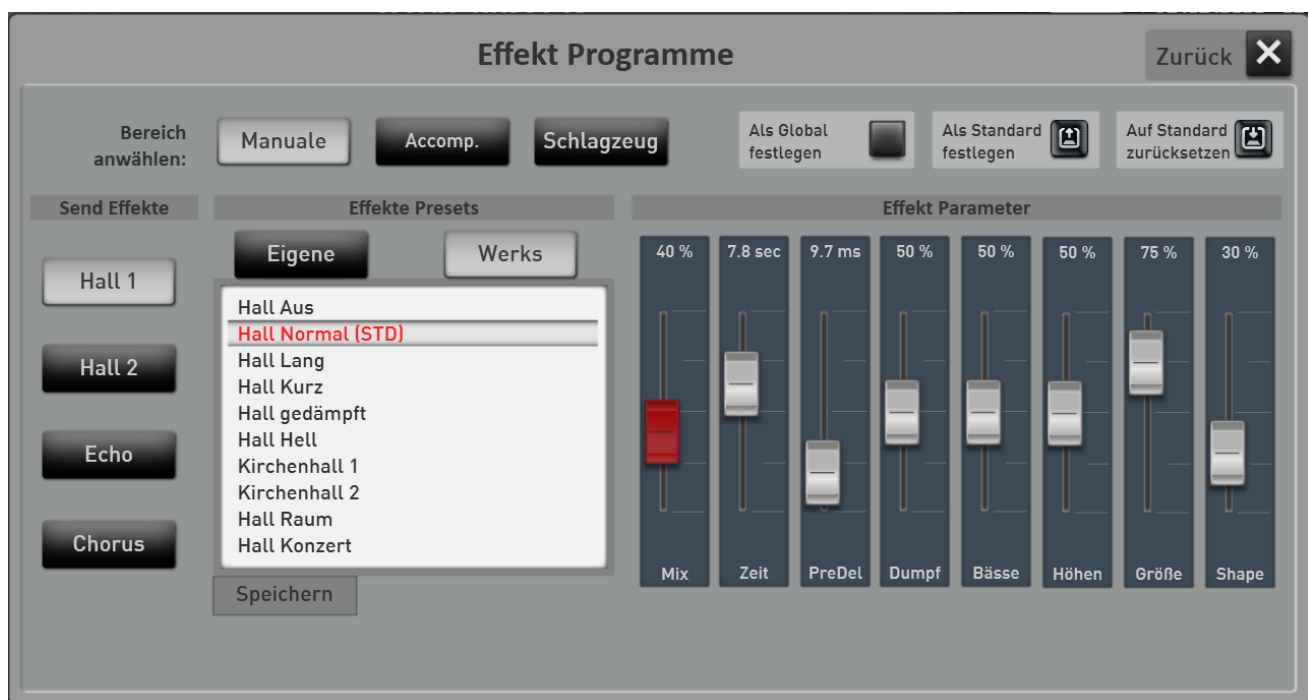 Effekt Programme
Zurück
Bereich
anwählen:
Manuale
Accomp.
Schlagzeug
Als Global
festlegen
Als Standard
festlegen
Auf Standard
zurücksetzen
Send Effekte
Effekte Presets
Effekt Parameter
Hall 1
Hall 2
Echo
Chorus
Eigene
Werks
Hall Aus
Hall Normal (STD)
Hall Lang
Hall Kurz
Hall gedämpft
Hall Hell
Kirchenhall 1
Kirchenhall 2
Hall Raum
Hall Konzert
Speichern
40 %
7.8 sec
9.7 ms
50 %
50 %
50 %
75 %
30 %
Mix
Zeit
PreDel
Dumpf
Bässe
Höhen
Größe
Shape